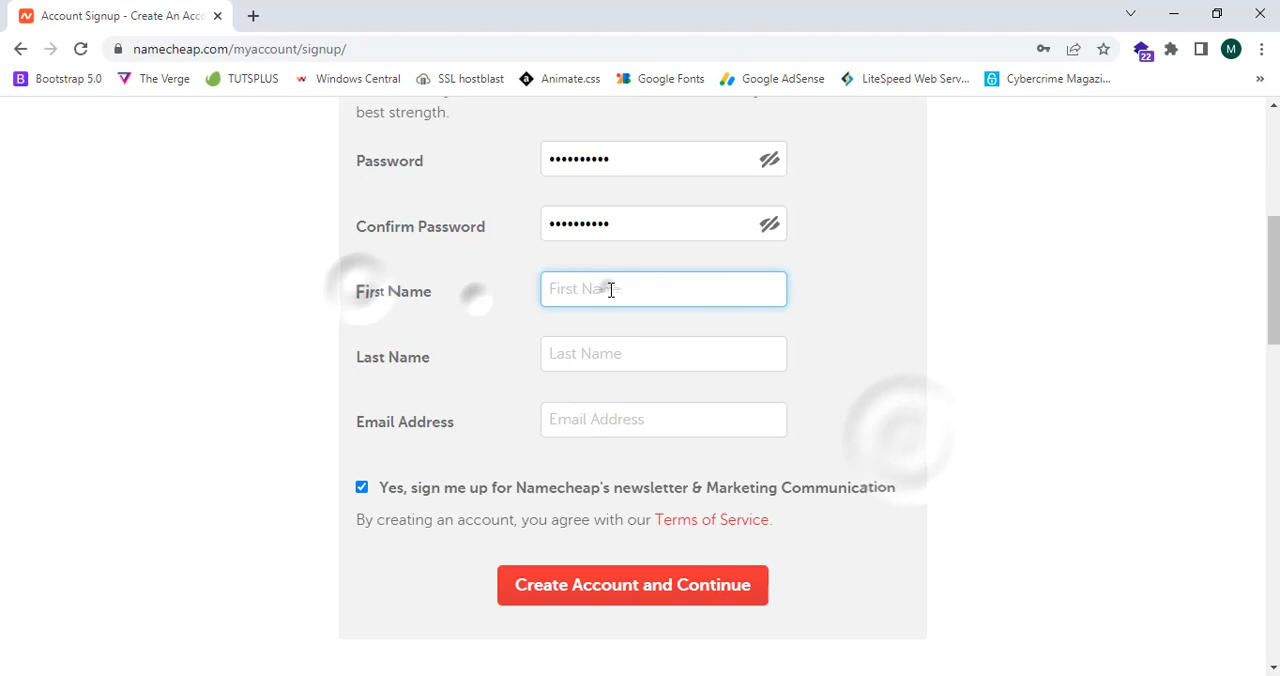 Account Signup - Create An Acc
namecheap.com/myaccount/signup/
M
Bootstrap 5.0
The Verge
TUTSPLUS
Windows Central
SSL hostblast
Animate.css
Google Fonts
Google AdSense
LiteSpeed Web Serv...
Cybercrime Magazi...
22
best strength.
Password
••••••••••
Confirm Password
••••••••••
First Name
First Name
Last Name
Last Name
Email Address
Email Address
Yes, sign me up for Namecheap's newsletter & Marketing Communication
By creating an account, you agree with our Terms of Service.
Create Account and Continue